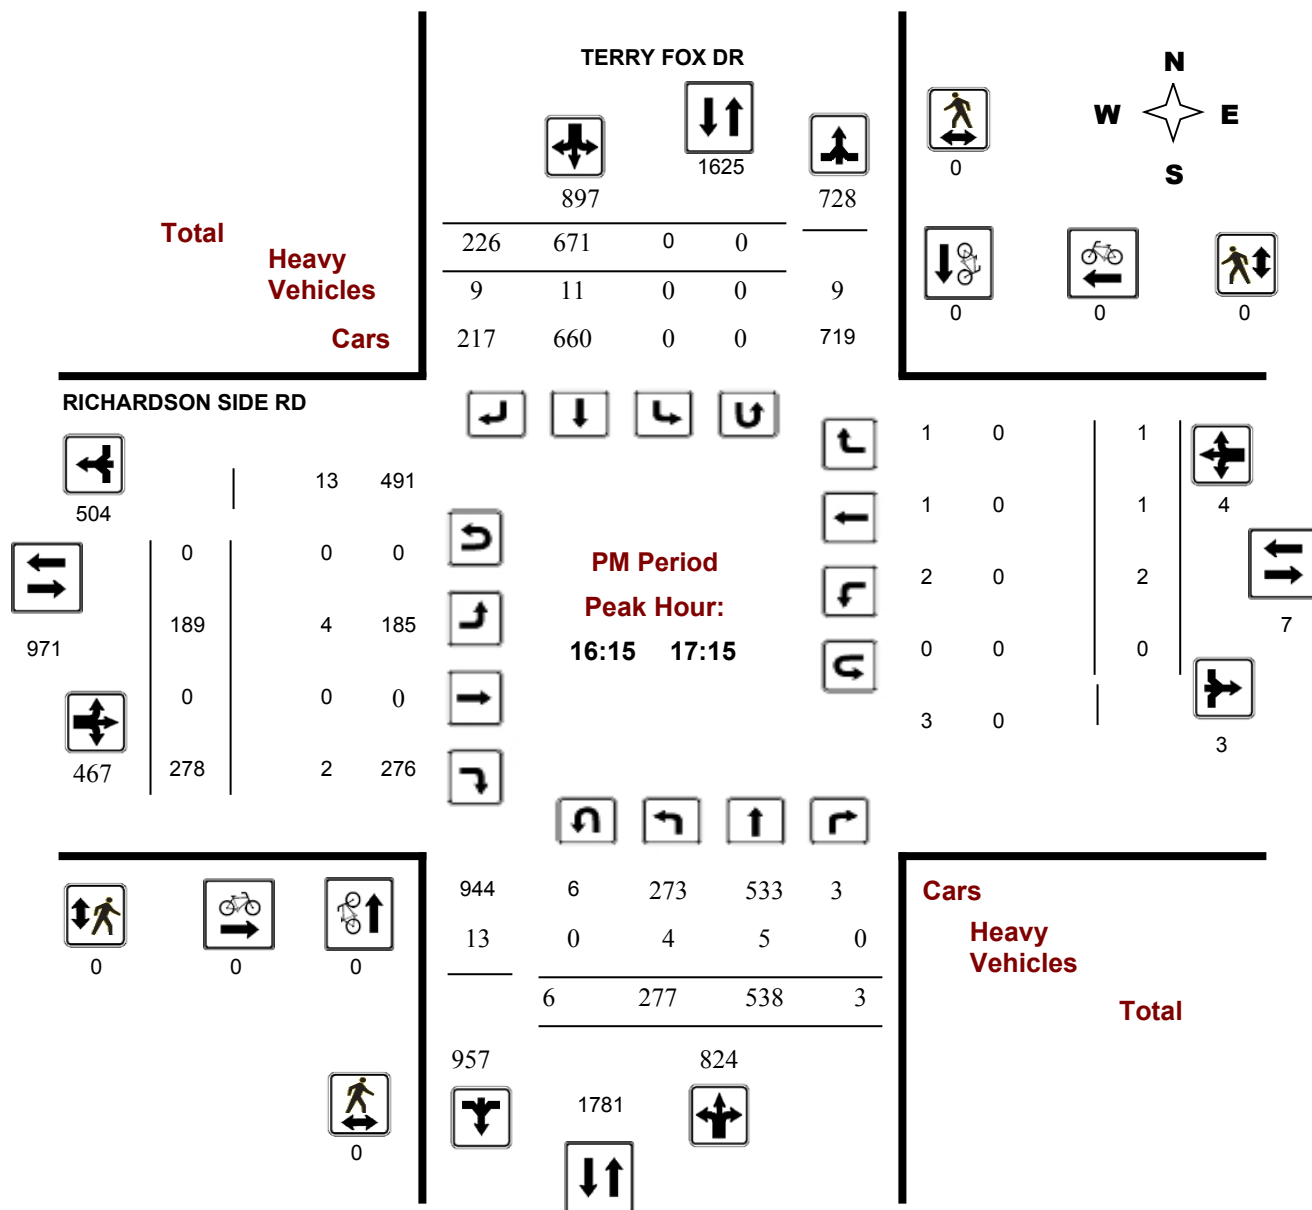 TERRY FOX DR
N
W E
S
1625
0
897 728
Total
226 671 0 0
Heavy
Vehicles
9 11 0 0 9
0 0 0
Cars
217 660 0 0 719
RICHARDSON SIDE RD
1 0 1
13 491
504
1 0 1 4
0 0 0
PM Period
2 0 2
Peak Hour:
189 4 185
7
971
16:15 17:15
0 0 0
0 0 0
3 0
3
467 278 2 276
944 6 273 533 3
Cars
13 0 4 5 0
Heavy
Vehicles
0 0 0
6 277 538 3
Total
957 824
1781
0